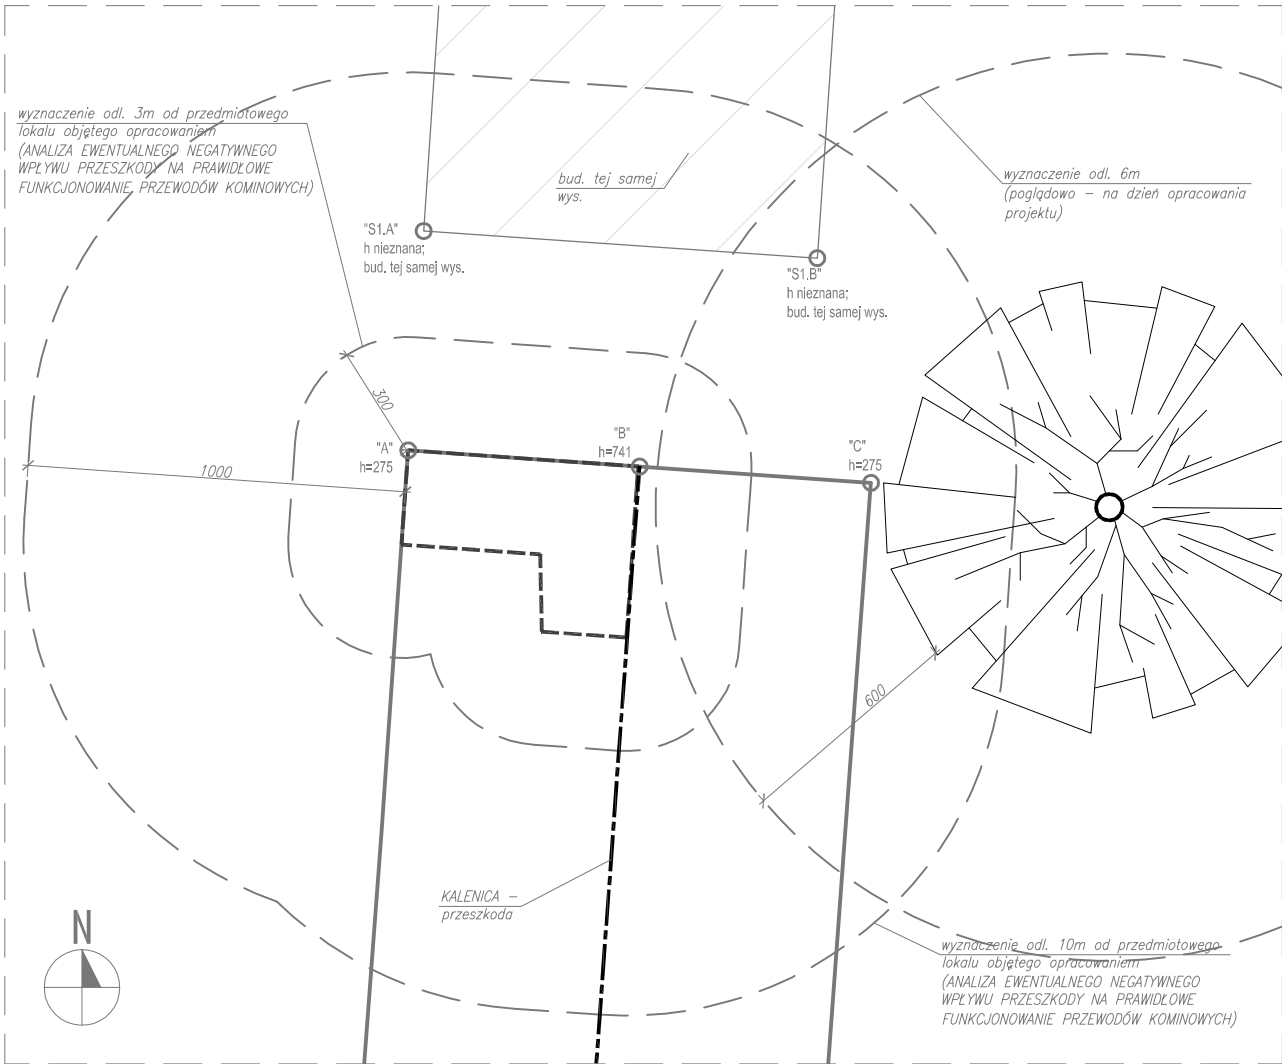 wyznaczenie odl. 3m od przedmiotowego
lokalu objętego opracowaniem
(ANALIZA EWENTUALNEGO NEGATYWNEGO
WPŁYWU PRZESZKODY NA PRAWIDŁOWE
FUNKCJONOWANIE PRZEWODÓW KOMINOWYCH)
bud. tej samej
wys.
wyznaczenie odl. 6m
(poglądowo – na dzień opracowania
projektu)
"S1.A"
h nieznana;
bud. tej samej wys.
"S1.B"
h nieznana;
bud. tej samej wys.
300
"A"
h=275
"B"
h=741
"C"
h=275
1000
600
KALENICA –
przeszkoda
N
wyznaczenie odl. 10m od przedmiotowego
lokalu objętego opracowaniem
(ANALIZA EWENTUALNEGO NEGATYWNEGO
WPŁYWU PRZESZKODY NA PRAWIDŁOWE
FUNKCJONOWANIE PRZEWODÓW KOMINOWYCH)